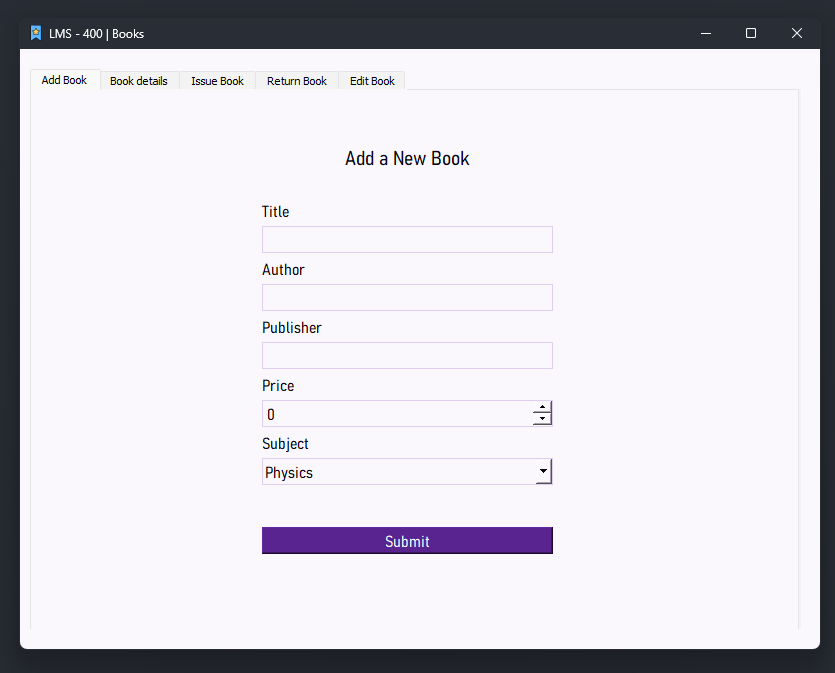 LMS - 400 | Books
Add Book Book details Issue Book Return Book Edit Book
Add a New Book
Title
Author
Publisher
Price
0
Subject
Physics
Submit